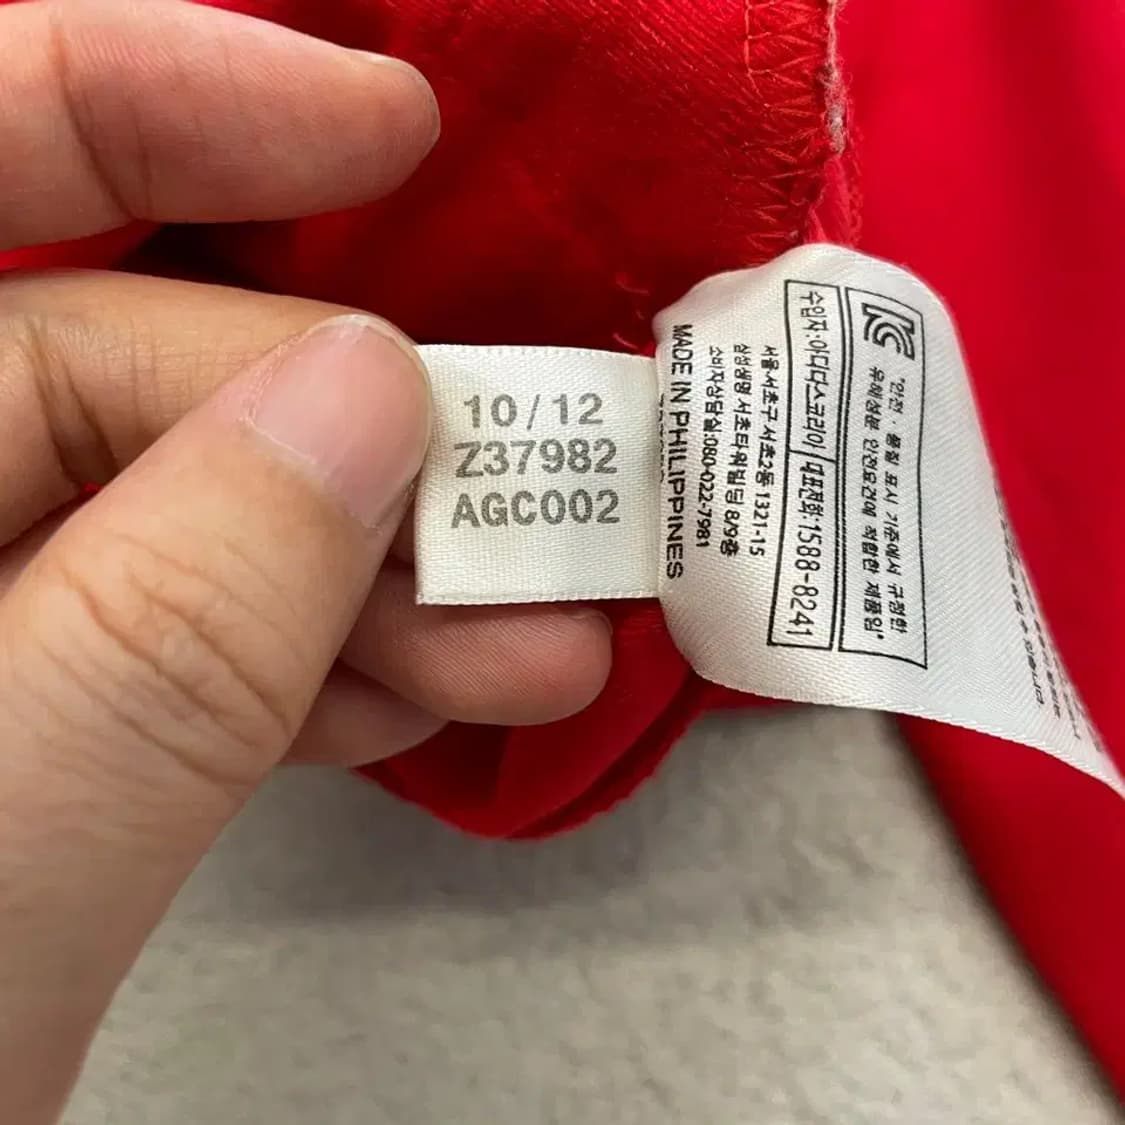 10/12
Z37982
AGC002
MADE IN PHILIPPINES
소비자상담실:080-022-7981
삼성생명 서초타워빌딩 8/9층
서울서초구 서초2동 1321-15
수입자:아디다스코리아 대표전화:1588-8241
KC
"안전·품질 표시 기준에서 규정한
유해성분 안전요건에 적합한 제품임"